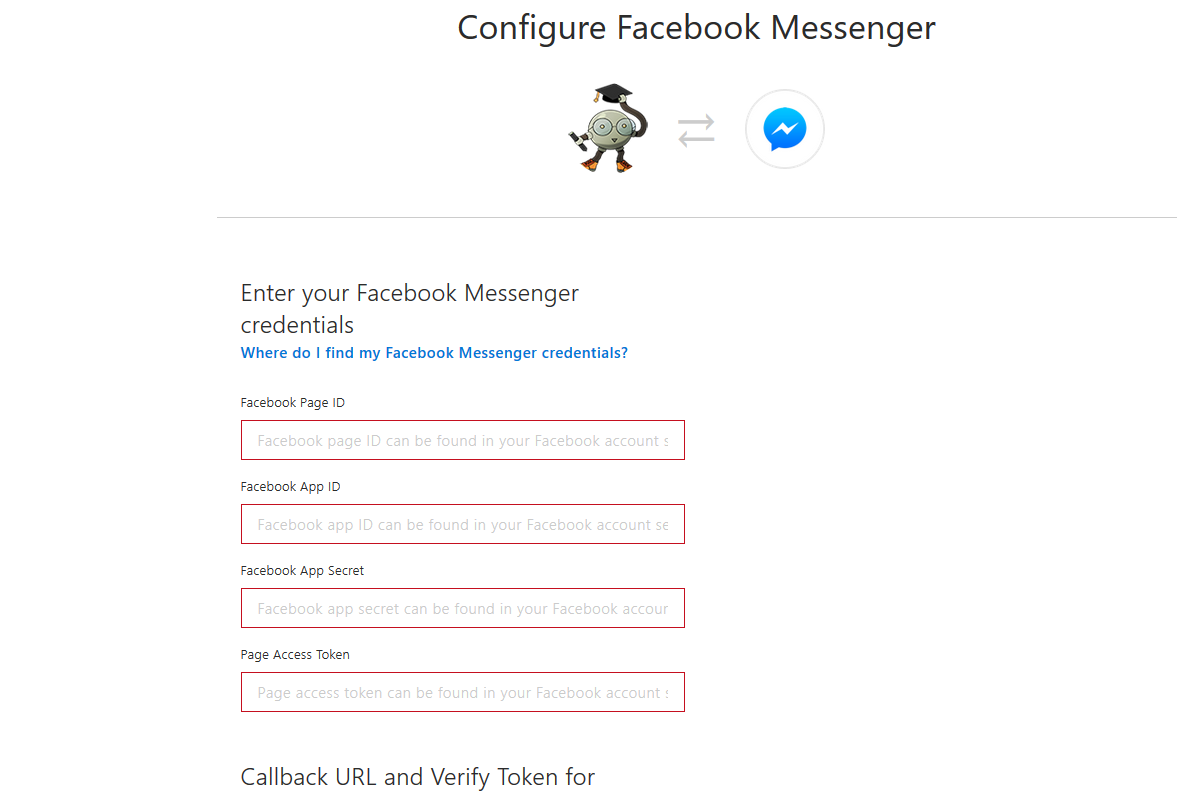 Configure Facebook Messenger
Enter your Facebook Messenger
credentials
Where do I find my Facebook Messenger credentials?
Facebook Page ID
Facebook page ID can be found in your Facebook account s
Facebook App ID
Facebook app ID can be found in your Facebook account se
Facebook App Secret
Facebook app secret can be found in your Facebook accour
Page Access Token
Page access token can be found in your Facebook account s
Callback URL and Verify Token for